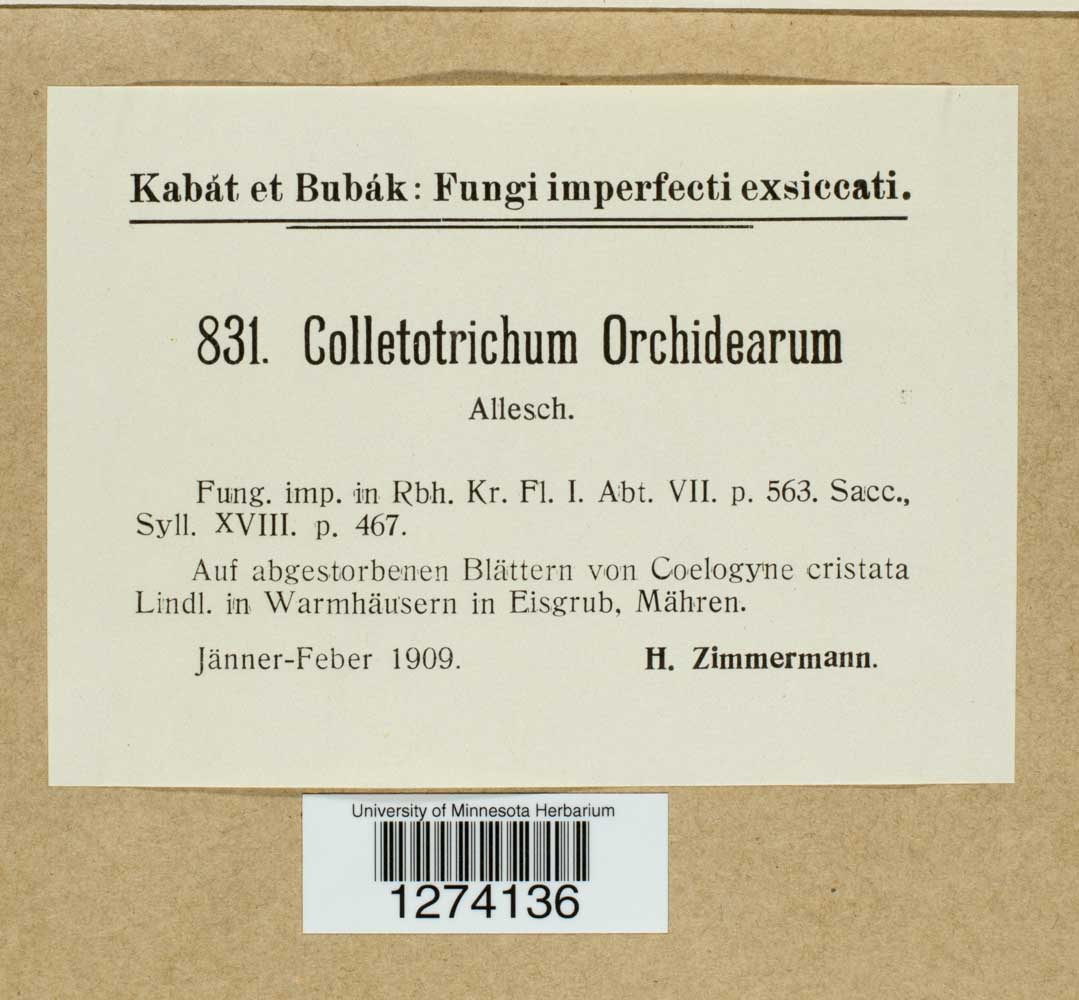 Kabát et Bubák: Fungi imperfecti exsiccati.
831. Colletotrichum Orchidearum
Allesch.
Fung. imp. in Rbh. Kr. Fl. I. Abt. VII. p. 563. Sacc.,
Syll. XVIII. p. 467.
Auf abgestorbenen Blättern von Coelogyne cristata
Lindl. in Warmhäusern in Eisgrub, Mähren.
Jänner-Feber 1909. H. Zimmermann.
University of Minnesota Herbarium
1274136